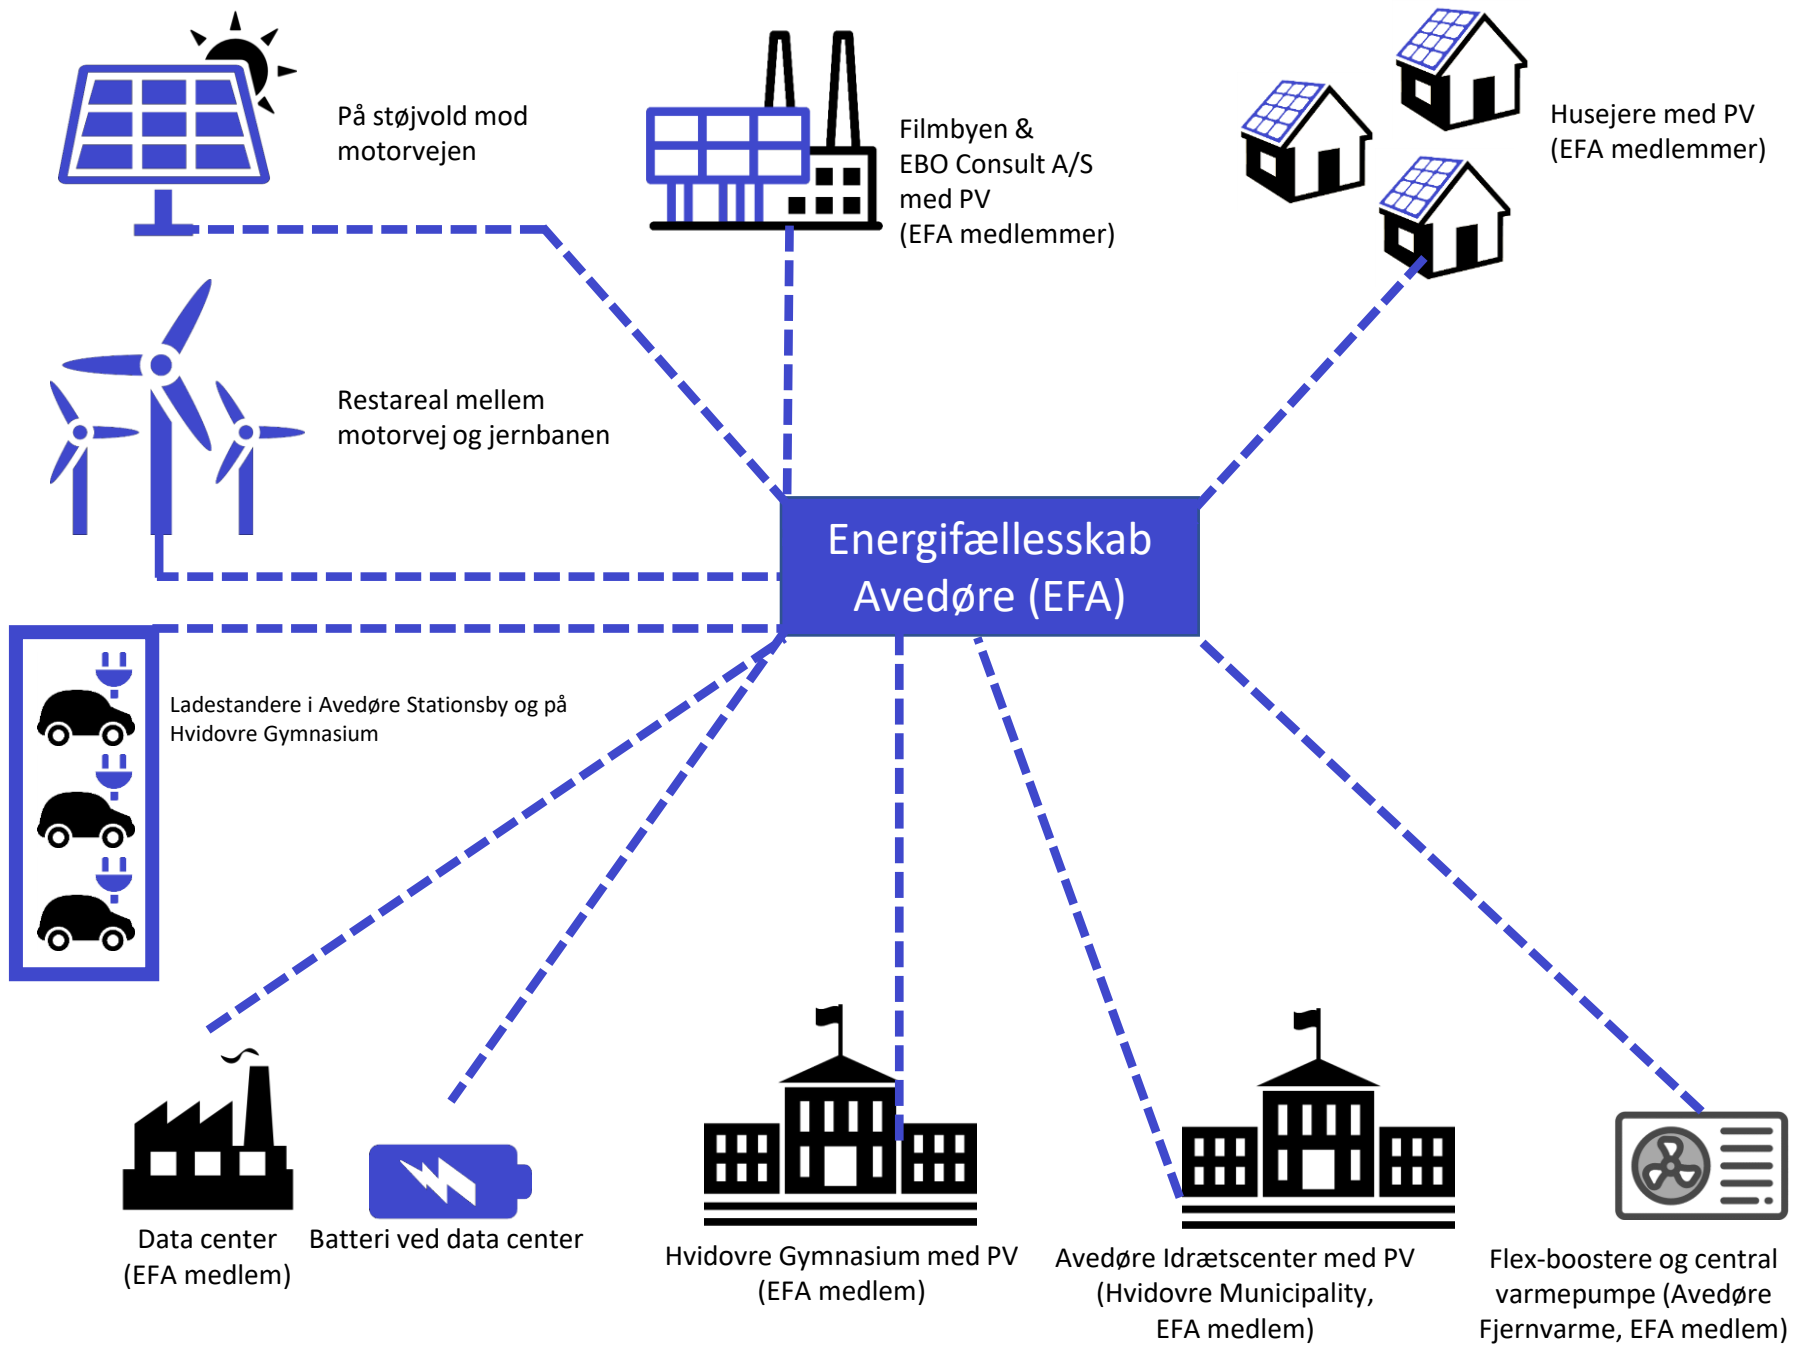 På støjvold mod
motorvejen
Filmbyen &
EBO Consult A/S
med PV
(EFA medlemmer)
Husejere med PV
(EFA medlemmer)
Restareal mellem
motorvej og jernbanen
Energifællesskab
Avedøre (EFA)
Ladestandere i Avedøre Stationsby og på
Hvidovre Gymnasium
Data center
(EFA medlem)
Batteri ved data center
Hvidovre Gymnasium med PV
(EFA medlem)
Avedøre Idrætscenter med PV
(Hvidovre Municipality,
EFA medlem)
Flex-boostere og central
varmepumpe (Avedøre
Fjernvarme, EFA medlem)